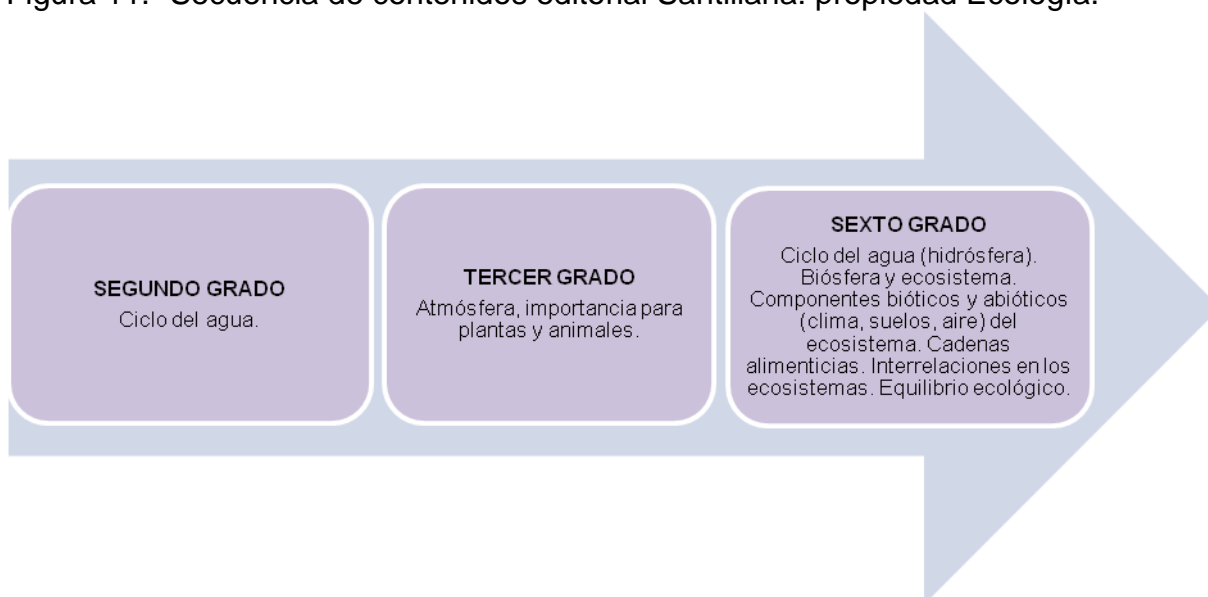 Figura 11. Secuencia de contenidos editorial Santillana: propiedad Ecología.
SEGUNDO GRADO
Ciclo del agua.
TERCER GRADO
Atmósfera, importancia para
plantas y animales.
SEXTO GRADO
Ciclo del agua (hidrósfera).
Biósfera y ecosistema.
Componentes bióticos y abióticos
(clima, suelos, aire) del
ecosistema. Cadenas
alimenticias. Interrelaciones en los
ecosistemas. Equilibrio ecológico.